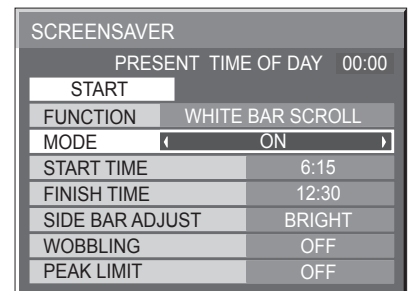 SCREENSAVER
PRESENT TIME OF DAY 00:00
START
FUNCTION WHITE BAR SCROLL
MODE ON
START TIME 6:15
FINISH TIME 12:30
SIDE BAR ADJUST BRIGHT
WOBBLING OFF
PEAK LIMIT OFF